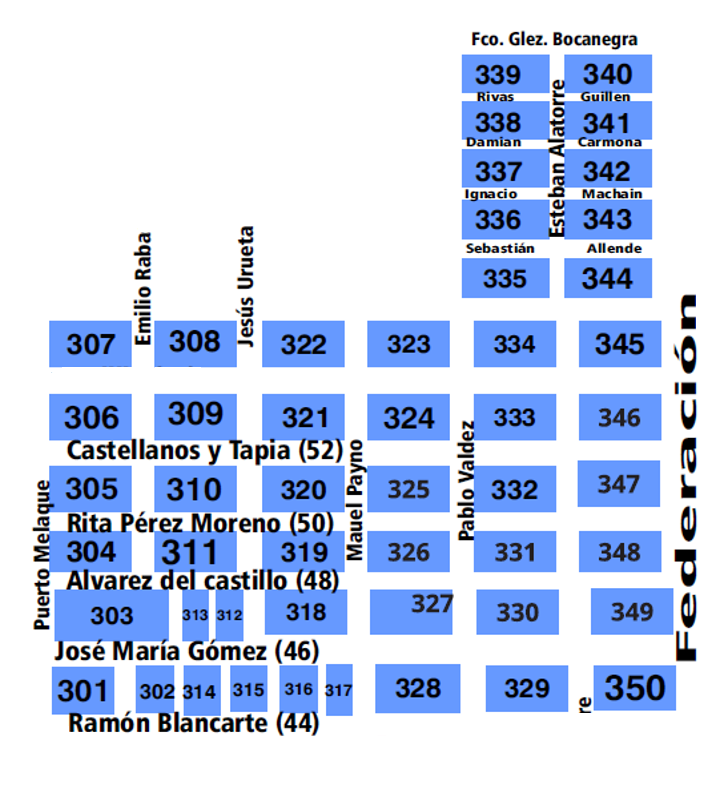 Fco. Glez. Bocanegra
339 340
Rivas Guillen
338 341
Damian Carmona
337 342
Ignacio Machain
336 343
Sebastián Allende
335 344
Esteban Alatorre
Emilio Raba
Jesús Urueta
307 308 322 323 334 345
306 309 321 324 333 346
Castellanos y Tapia (52)
305 310 320 325 332 347
Rita Pérez Moreno (50)
304 311 319 326 331 348
Alvarez del castillo (48)
303 313 312 318 327 330 349
José María Gómez (46)
301 302 314 315 316 317 328 329 350
Ramón Blancarte (44)
Puerto Melaque
Mauel Payno
Pablo Valdez
Federación
re